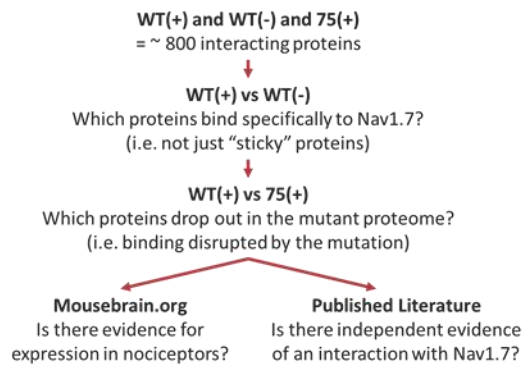 WT(+) and WT(-) and 75(+)
= ~ 800 interacting proteins
WT(+) vs WT(-)
Which proteins bind specifically to Nav1.7?
(i.e. not just “sticky” proteins)
WT(+) vs 75(+)
Which proteins drop out in the mutant proteome?
(i.e. binding disrupted by the mutation)
Mousebrain.org
Is there evidence for
expression in nociceptors?
Published Literature
Is there independent evidence
of an interaction with Nav1.7?